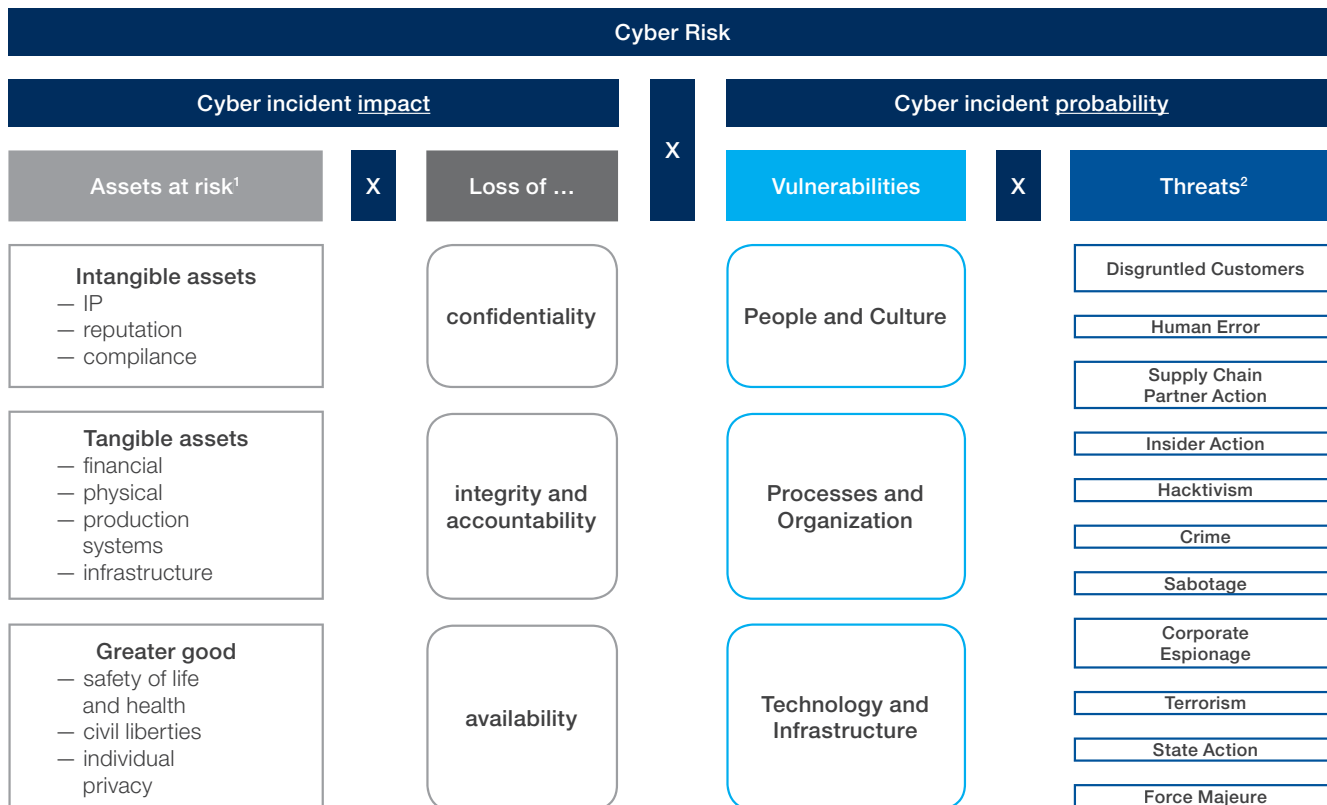 Cyber Risk
Cyber incident impact
X
Cyber incident probability
Assets at risk¹
X
Loss of ...
Vulnerabilities
X
Threats²
Intangible assets
— IP
— reputation
— compilance
Tangible assets
— financial
— physical
— production
systems
— infrastructure
Greater good
— safety of life
and health
— civil liberties
— individual
privacy
confidentiality
integrity and
accountability
availability
People and Culture
Processes and
Organization
Technology and
Infrastructure
Disgruntled Customers
Human Error
Supply Chain
Partner Action
Insider Action
Hacktivism
Crime
Sabotage
Corporate
Espionage
Terrorism
State Action
Force Majeure